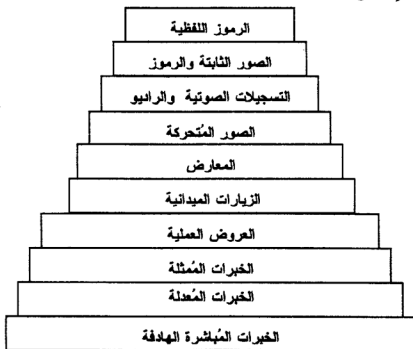 الرموز اللفظية
الصور الثابتة والرموز
التسجيلات الصوتية والراديو
الصور المُتحركة
المعارض
الزيارات الميدانية
العروض العملية
الخبرات المُمثلة
الخبرات المُعدلة
الخبرات المُباشرة الهادفة